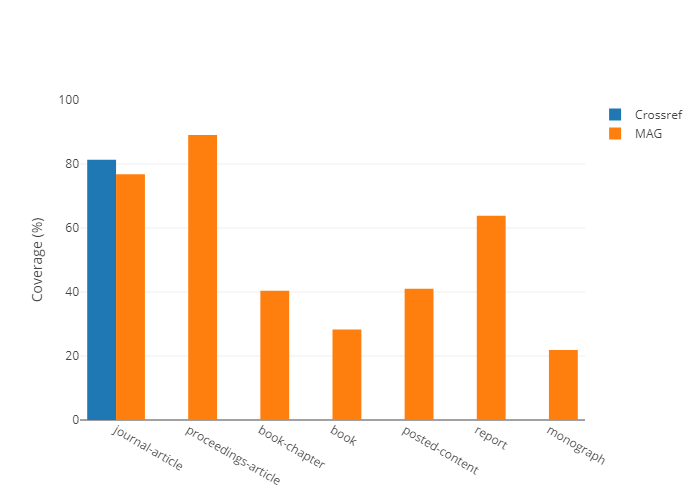 100
80
60
40
20
0
Coverage (%)
journal-article
proceedings-article
book-chapter
book
posted-content
report
monograph
Crossref
MAG